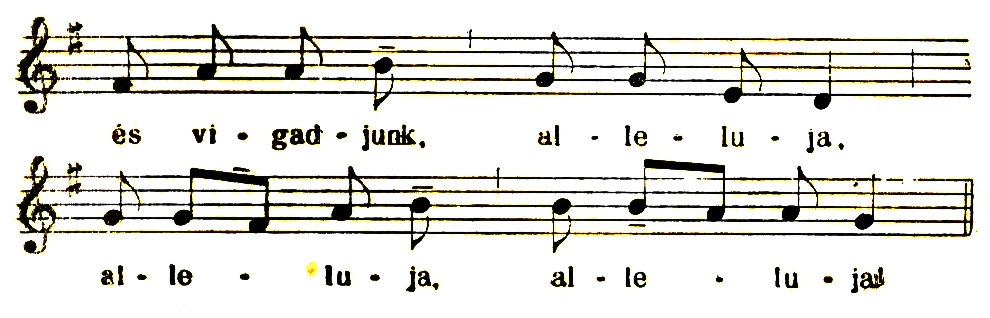 és vi - gad - junk, al - le - lu - ja,
al - le - lu - ja, al - le - lu - ja!